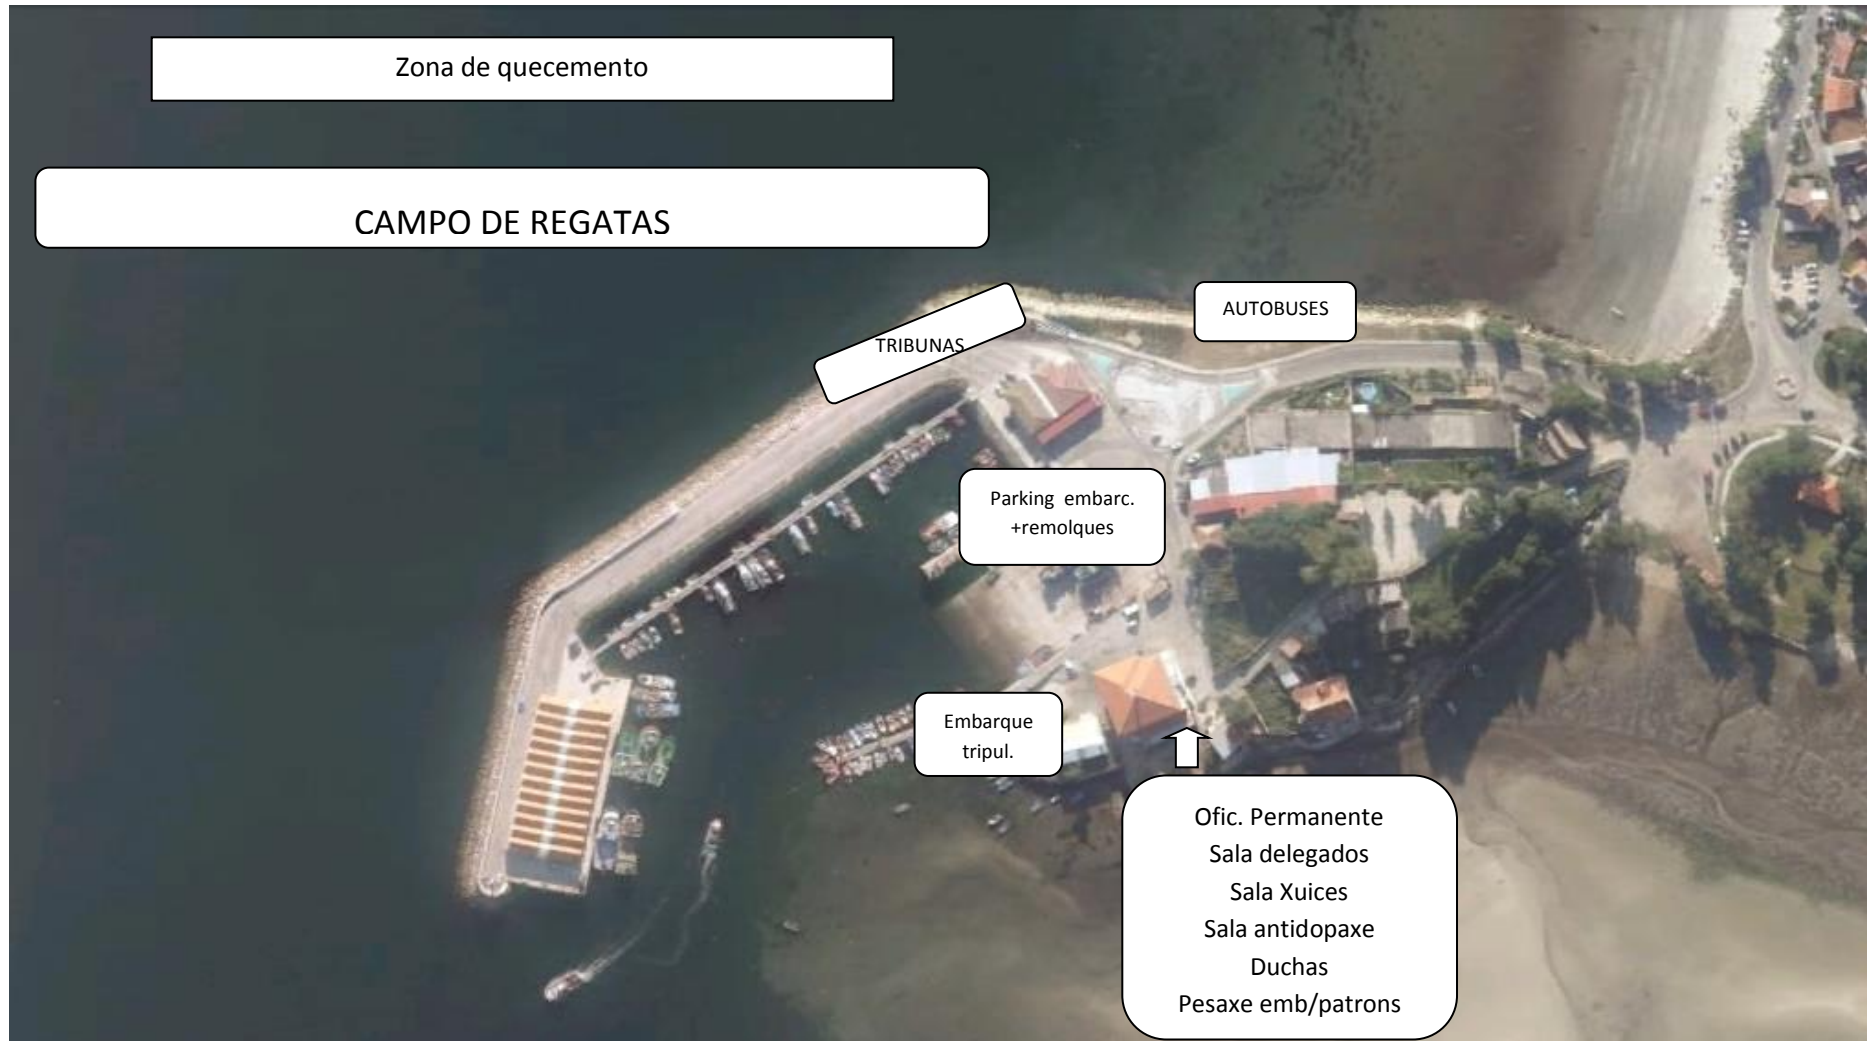 Zona de quecemento
CAMPO DE REGATAS
AUTOBUSES
TRIBUNAS
Parking embarc.
+remolques
Embarque
tripul.
Ofic. Permanente
Sala delegados
Sala Xuices
Sala antidopaxe
Duchas
Pesaxe emb/patrons